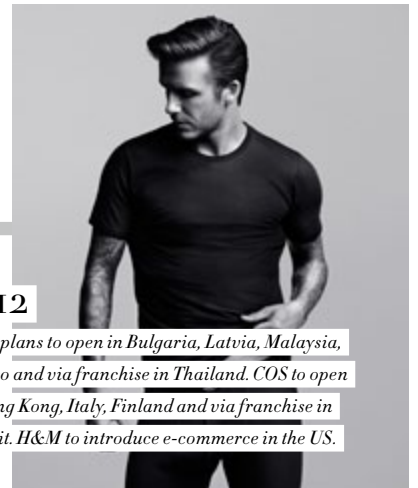 12
plans to open in Bulgaria, Latvia, Malaysia,
o and via franchise in Thailand. COS to open
ng Kong, Italy, Finland and via franchise in
it. H&M to introduce e-commerce in the US.